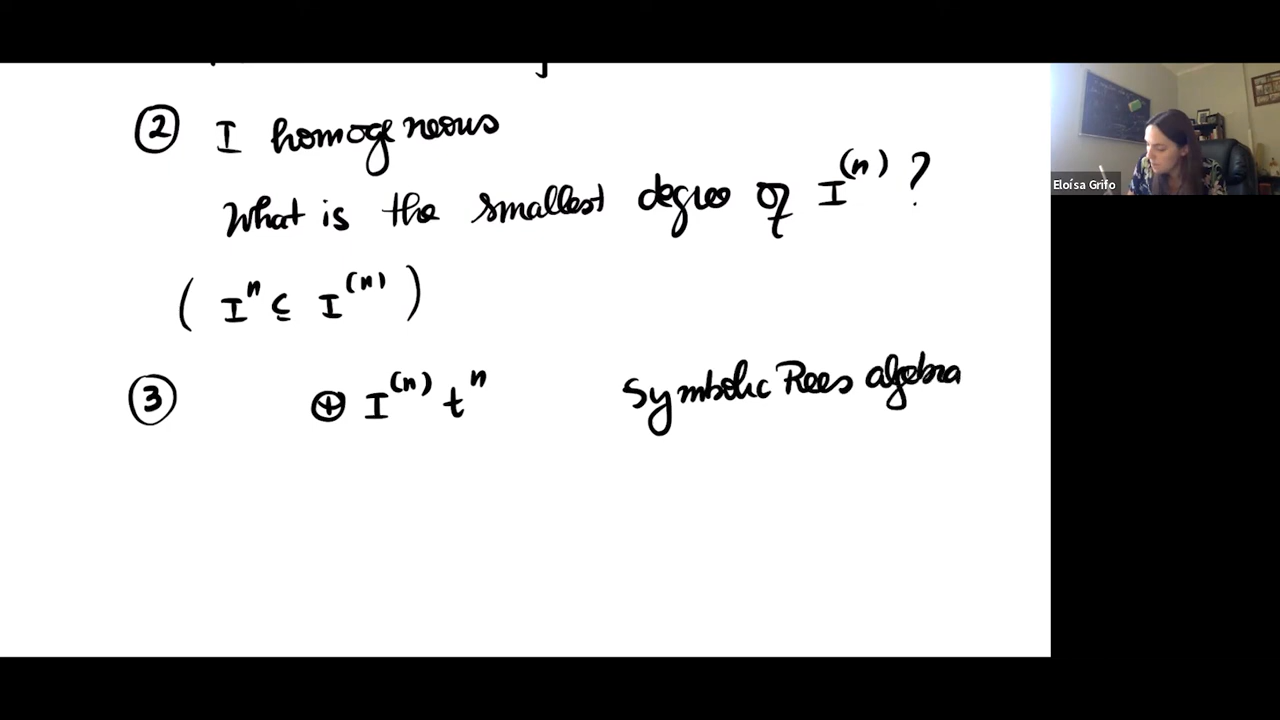 ② I homogeneous
What is the smallest degree of I^(n) ?
( I^n ⊆ I^(n) )
③ ⊕ I^(n) t^n Symbolic Rees algebra
Eloísa Grifo